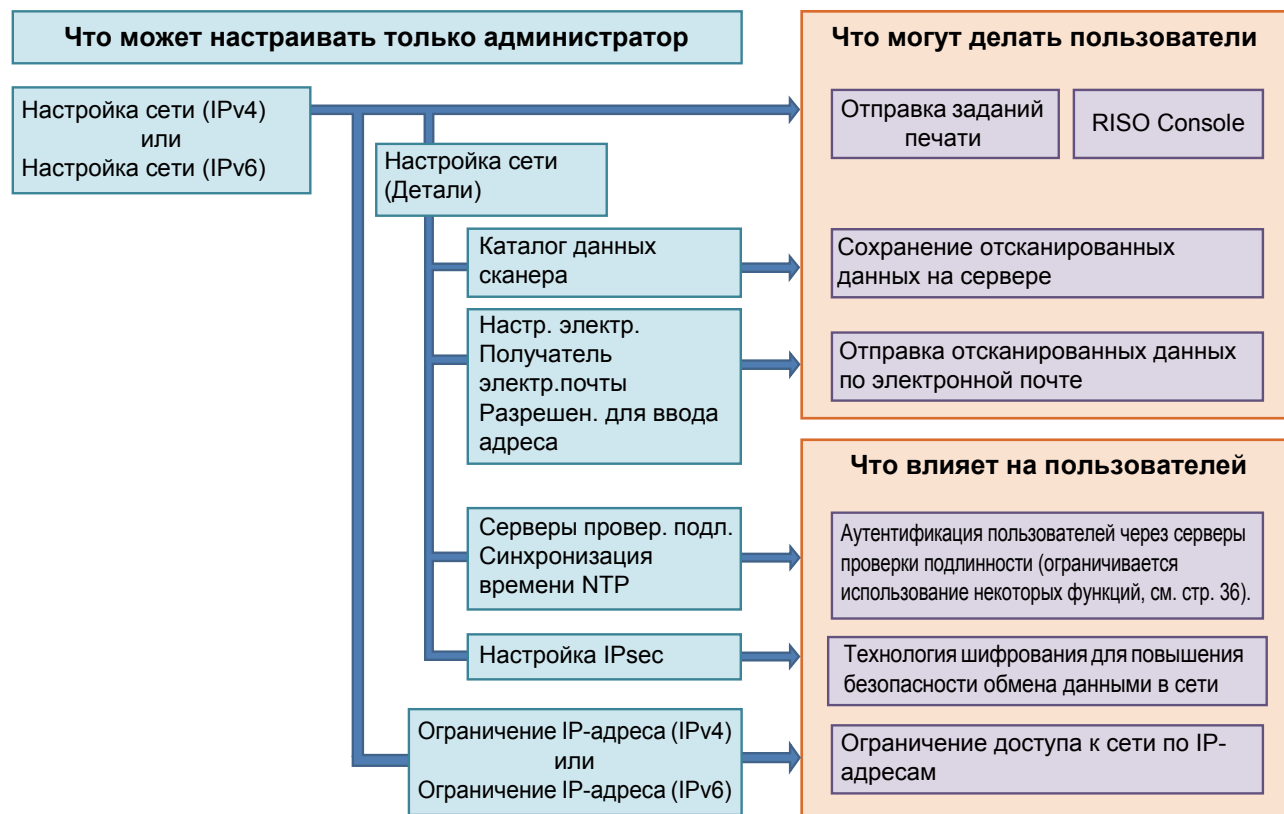 Что может настраивать только администратор
Что могут делать пользователи
Настройка сети (IPv4)
или
Настройка сети (IPv6)
Отправка заданий
печати
RISO Console
Настройка сети
(Детали)
Каталог данных
сканера
Сохранение отсканированных
данных на сервере
Настр. электр.
Получатель
электр.почты
Разрешен. для ввода
адреса
Отправка отсканированных данных
по электронной почте
Что влияет на пользователей
Серверы провер. подл.
Синхронизация
времени NTP
Аутентификация пользователей через серверы
проверки подлинности (ограничивается
использование некоторых функций, см. стр. 36).
Настройка IPsec
Технология шифрования для повышения
безопасности обмена данными в сети
Ограничение IP-адреса (IPv4)
или
Ограничение IP-адреса (IPv6)
Ограничение доступа к сети по IP-
адресам